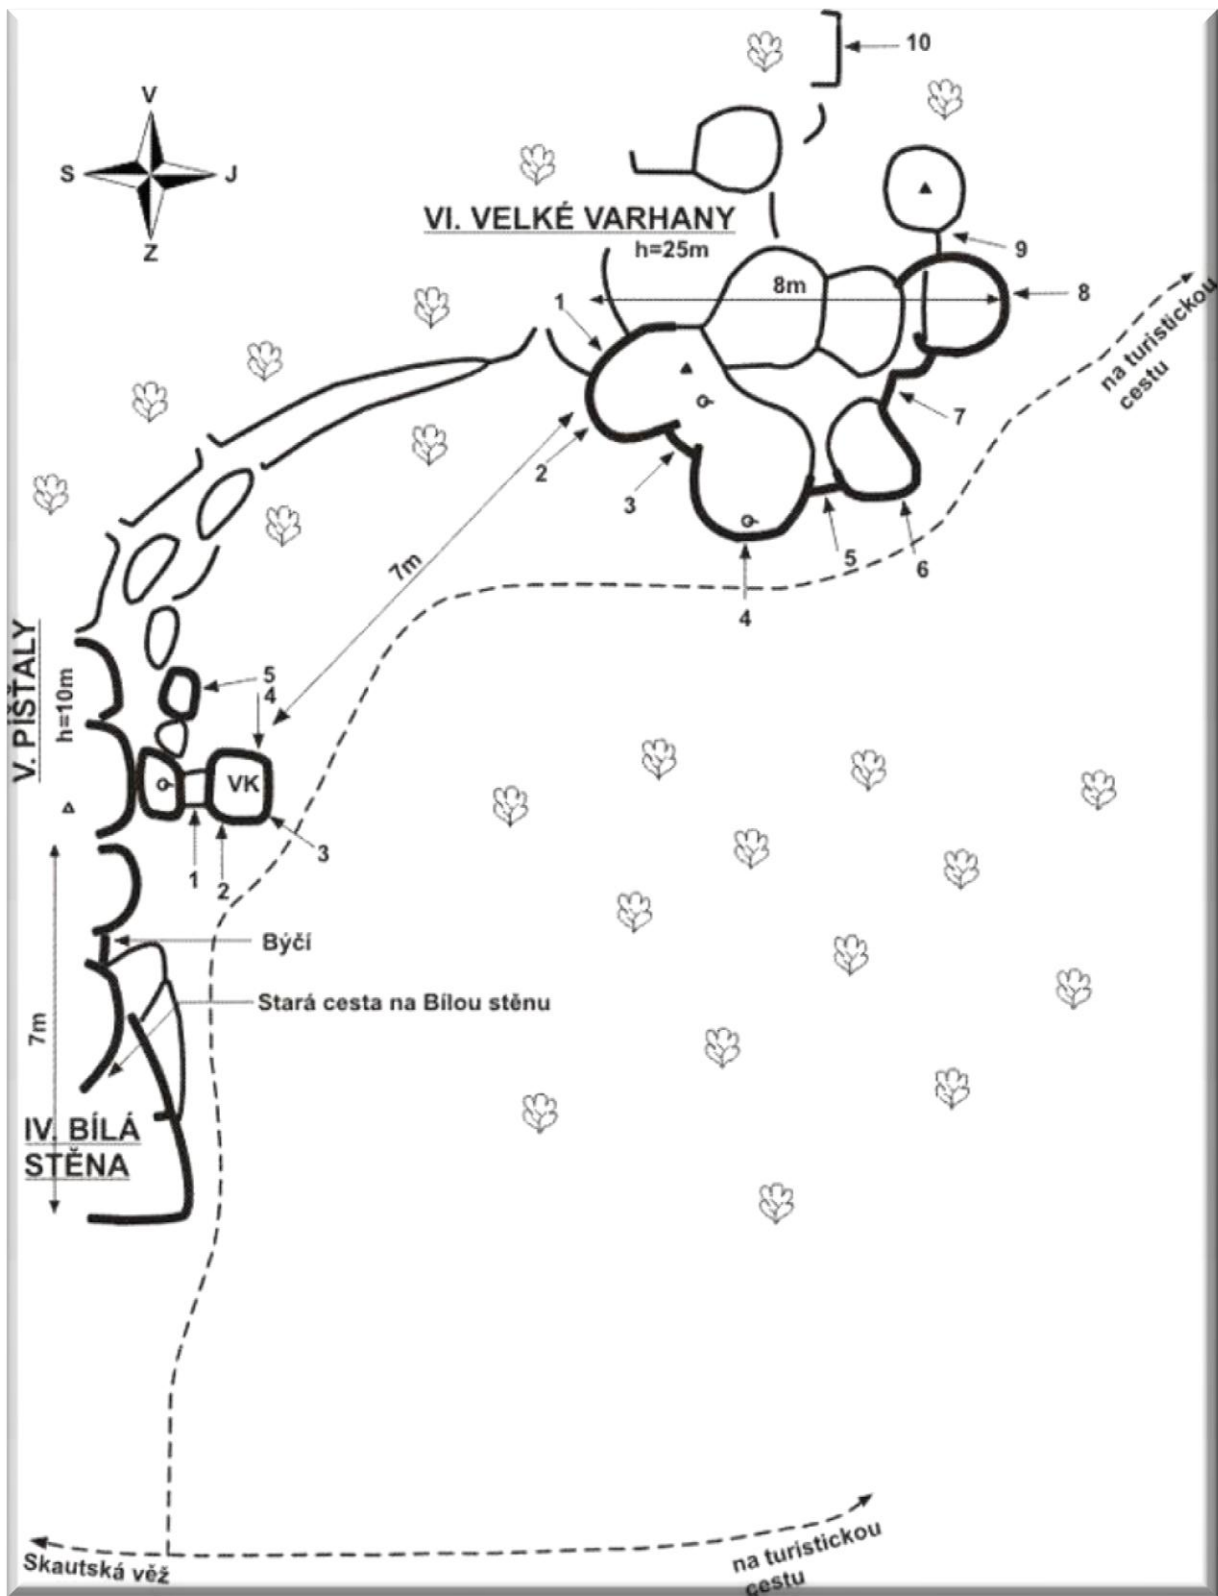 10
V
S
J
Z
VI. VELKÉ VARHANY
h=25m
9
8m
8
1
na turistickou
cestu
7
2
3
5
6
7m
4
V. PÍŠŤALY
h=10m
5
4
VK
3
1
2
Býčí
Stará cesta na Bílou stěnu
7m
IV. BÍLÁ
STĚNA
Skautská věž
na turistickou
cestu